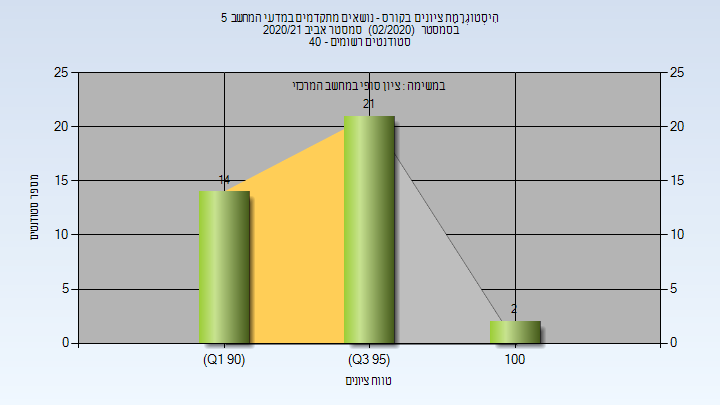 היסטוגרמת ציונים בקורס - נושאים מתקדמים במדעי המחשב 5
בסמסטר (02/2020) סמסטר אביב 2020/21
סטודנטים רשומים - 40
במשימה : ציון סופי במחשב המרכזי
25 25
21
20 20
14
15 15
10 10
5 5
2
0 0
מספר סטודנטים
(Q1 90) (Q3 95) 100
טווח ציונים